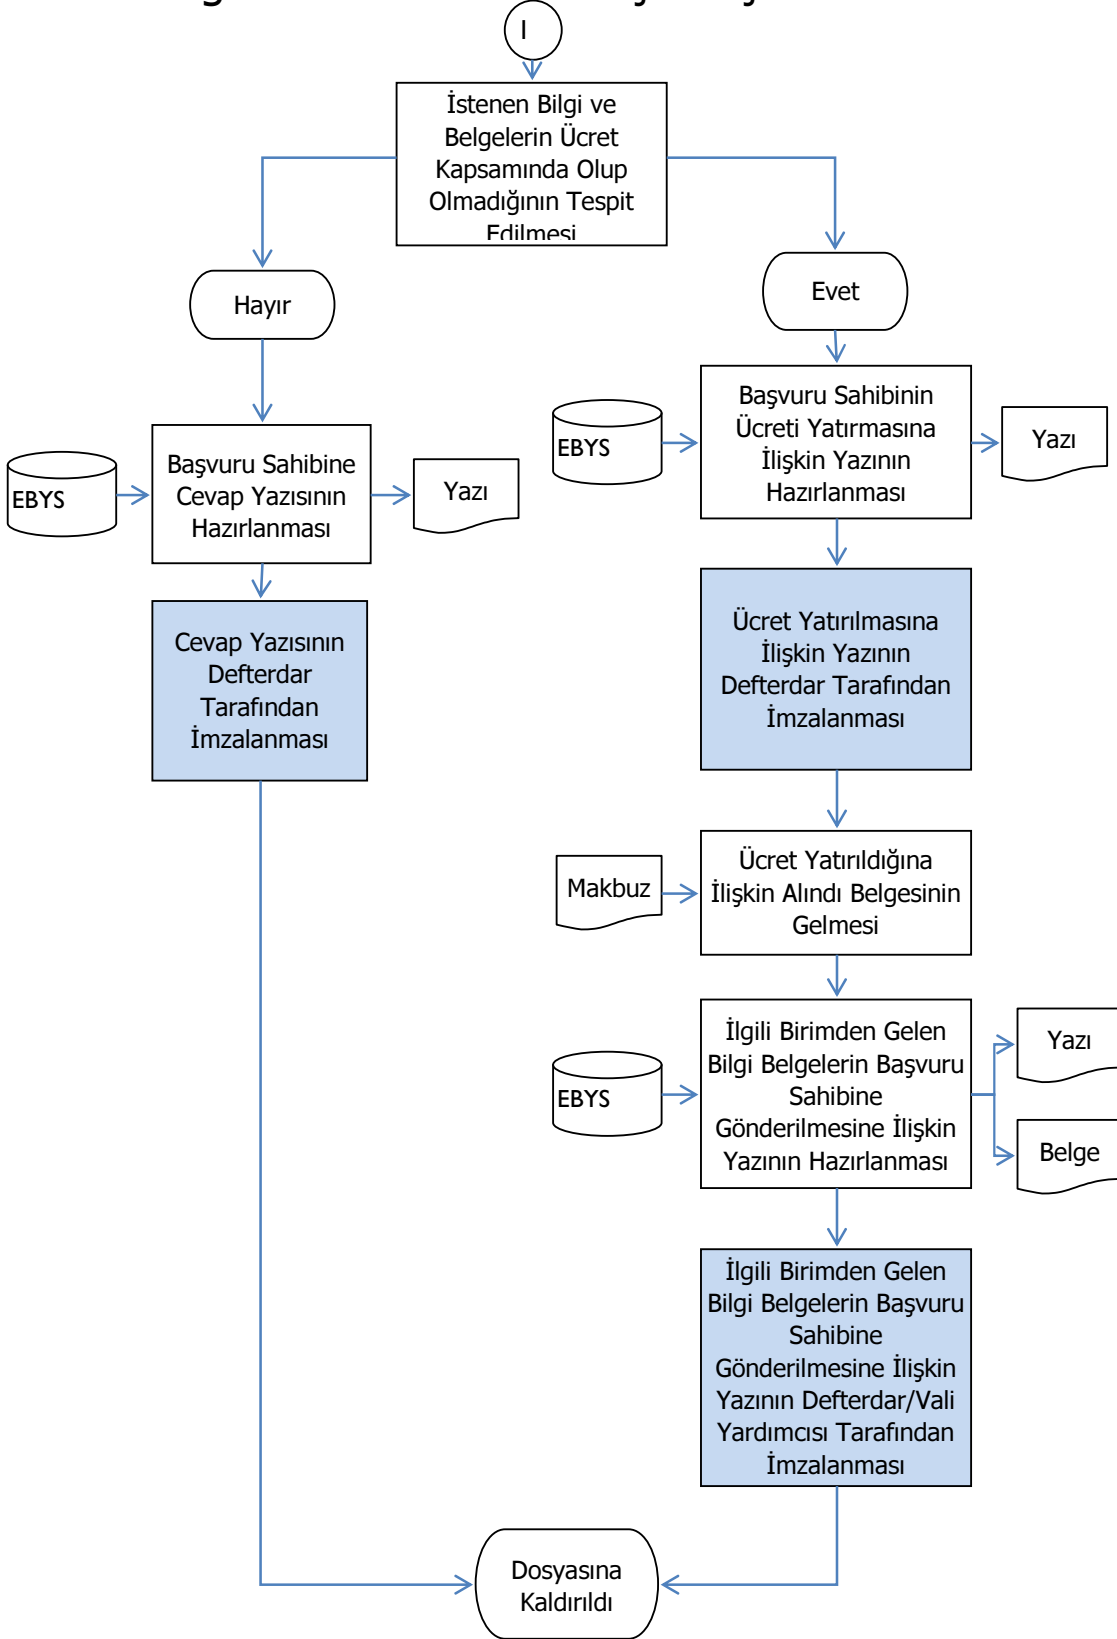 I
İstenen Bilgi ve
Belgelerin Ücret
Kapsamında Olup
Olmadığının Tespit
Edilmesi
Hayır
Evet
EBYS
Başvuru Sahibine
Cevap Yazısının
Hazırlanması
Yazı
EBYS
Başvuru Sahibinin
Ücreti Yatırmasına
İlişkin Yazının
Hazırlanması
Yazı
Cevap Yazısının
Defterdar
Tarafından
İmzalanması
Ücret Yatırılmasına
İlişkin Yazının
Defterdar Tarafından
İmzalanması
Makbuz
Ücret Yatırıldığına
İlişkin Alındı Belgesinin
Gelmesi
EBYS
İlgili Birimden Gelen
Bilgi Belgelerin Başvuru
Sahibine
Gönderilmesine İlişkin
Yazının Hazırlanması
Yazı
Belge
İlgili Birimden Gelen
Bilgi Belgelerin Başvuru
Sahibine
Gönderilmesine İlişkin
Yazının Defterdar/Vali
Yardımcısı Tarafından
İmzalanması
Dosyasına
Kaldırıldı